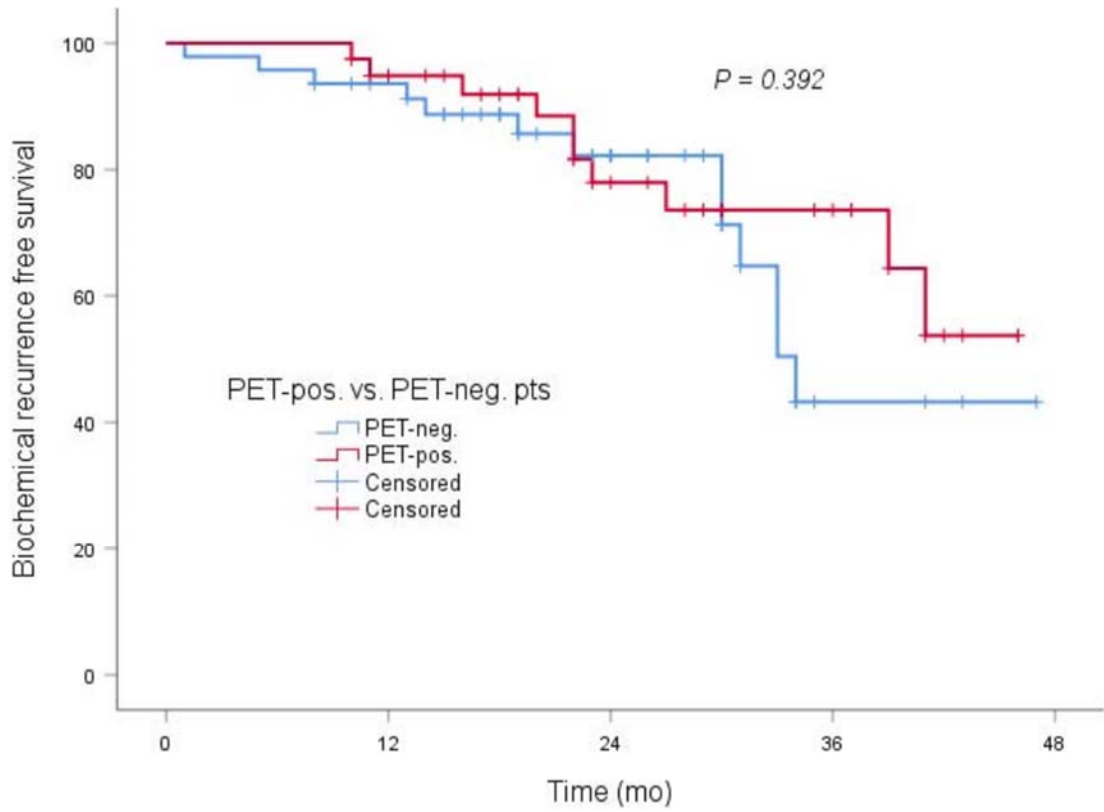 100
80
60
40
20
0
Biochemical recurrence free survival
P = 0.392
PET-pos. vs. PET-neg. pts
PET-neg.
PET-pos.
Censored
Censored
0 12 24 36 48
Time (mo)